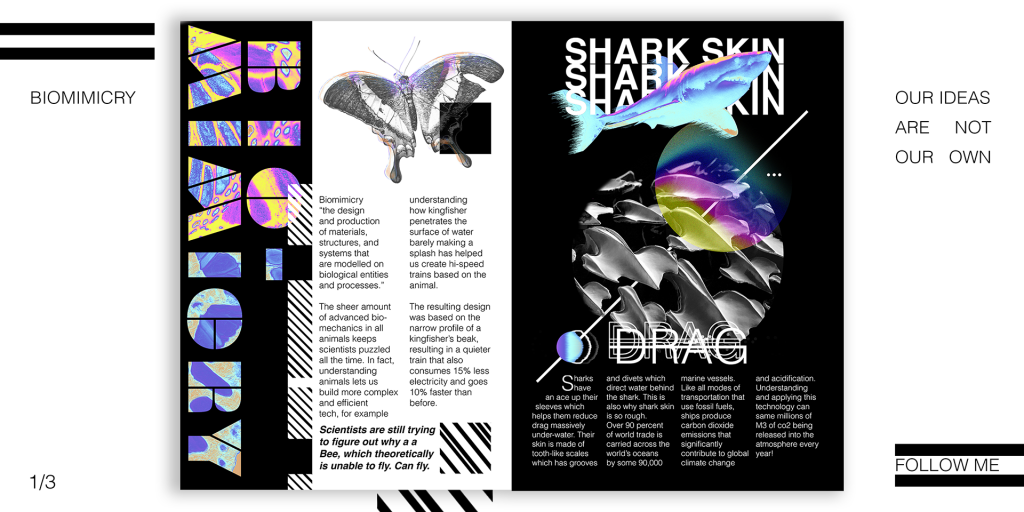 BIOMIMICRY
BIOMIMICRY
Biomimicry
"the design
and production
of materials,
structures, and
systems that
are modelled on
biological entities
and processes."
The sheer amount
of advanced bio-
mechanics in all
animals keeps
scientists puzzled
all the time. In fact,
understanding
animals lets us
build more complex
and efficient
tech, for example
understanding
how kingfisher
penetrates the
surface of water
barely making a
splash has helped
us create hi-speed
trains based on the
animal.
The resulting design
was based on the
narrow profile of a
kingfisher's beak,
resulting in a quieter
train that also
consumes 15% less
electricity and goes
10% faster than
before.
Scientists are still trying
to figure out why a a
Bee, which theoretically
is unable to fly. Can fly.
SHARK SKIN
SHARK SKIN
SHARK SKIN
DRAG
Sharks
have
an ace up their
sleeves which
helps them reduce
drag massively
under-water. Their
skin is made of
tooth-like scales
which has grooves
and divets which
direct water behind
the shark. This is
also why shark skin
is so rough.
Over 90 percent
of world trade is
carried across the
world's oceans
by some 90,000
marine vessels.
Like all modes of
transportation that
use fossil fuels,
ships produce
carbon dioxide
emissions that
significantly
contribute to global
climate change
and acidification.
Understanding
and applying this
technology can
same millions of
M3 of co2 being
released into the
atmosphere every
year!
OUR IDEAS
ARE NOT
OUR OWN
1/3
FOLLOW ME